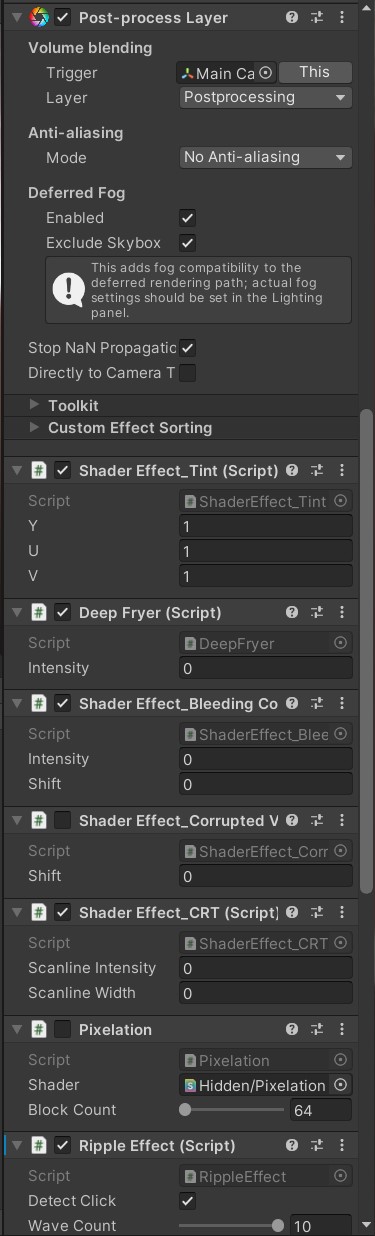 Post-process Layer
Volume blending
Trigger Main Ca This
Layer Postprocessing
Anti-aliasing
Mode No Anti-aliasing
Deferred Fog
Enabled
Exclude Skybox
This adds fog compatibility to the
deferred rendering path; actual fog
settings should be set in the Lighting
panel.
Stop NaN Propagatic
Directly to Camera T
Toolkit
Custom Effect Sorting
# Shader Effect_Tint (Script)
Script # ShaderEffect_Tint
Y 1
U 1
V 1
# Deep Fryer (Script)
Script # DeepFryer
Intensity 0
# Shader Effect_Bleeding Co
Script # ShaderEffect_Blee
Intensity 0
Shift 0
# Shader Effect_Corrupted V
Script # ShaderEffect_Corr
Shift 0
# Shader Effect_CRT (Script)
Script # ShaderEffect_CRT
Scanline Intensity 0
Scanline Width 0
# Pixelation
Script # Pixelation
Shader S Hidden/Pixelation
Block Count 64
# Ripple Effect (Script)
Script # RippleEffect
Detect Click
Wave Count 10